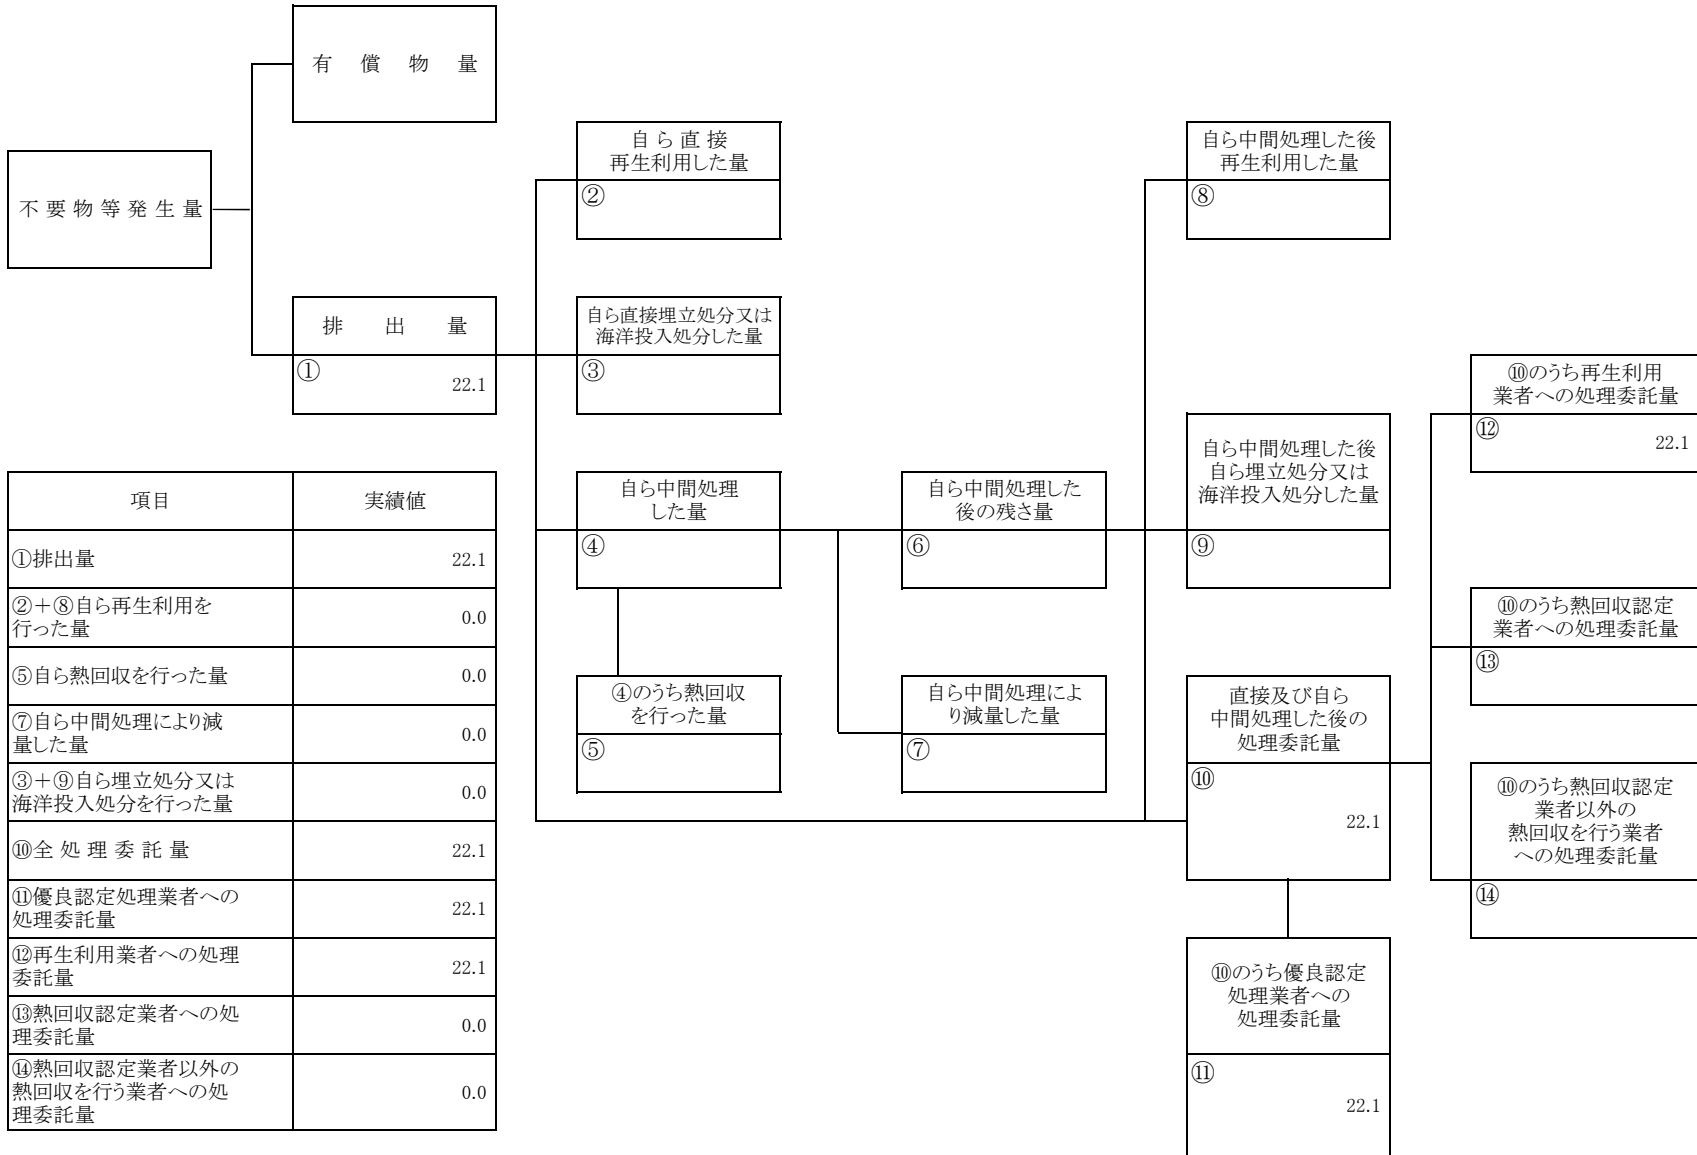 有償物量
自ら直接
再生利用した量
②
自ら中間処理した後
再生利用した量
⑧
不要物等発生量
排出量
①
22.1
自ら直接埋立処分又は
海洋投入処分した量
③
⑩のうち再生利用
業者への処理委託量
⑫
22.1
自ら中間処理した後
自ら埋立処分又は
海洋投入処分した量
⑨
自ら中間処理
した量
④
自ら中間処理した
後の残さ量
⑥
⑩のうち熱回収認定
業者への処理委託量
⑬
④のうち熱回収
を行った量
⑤
自ら中間処理によ
り減量した量
⑦
直接及び自ら
中間処理した後の
処理委託量
⑩
22.1
⑩のうち熱回収認定
業者以外の
熱回収を行う業者
への処理委託量
⑭
⑩のうち優良認定
処理業者への
処理委託量
⑪
22.1
項目 実績値
①排出量 22.1
②+⑧自ら再生利用を
行った量 0.0
⑤自ら熱回収を行った量 0.0
⑦自ら中間処理により減
量した量 0.0
③+⑨自ら埋立処分又は
海洋投入処分を行った量 0.0
⑩全処理委託量 22.1
⑪優良認定処理業者への
処理委託量 22.1
⑫再生利用業者への処理
委託量 22.1
⑬熱回収認定業者への処
理委託量 0.0
⑭熱回収認定業者以外の
熱回収を行う業者への処
理委託量 0.0